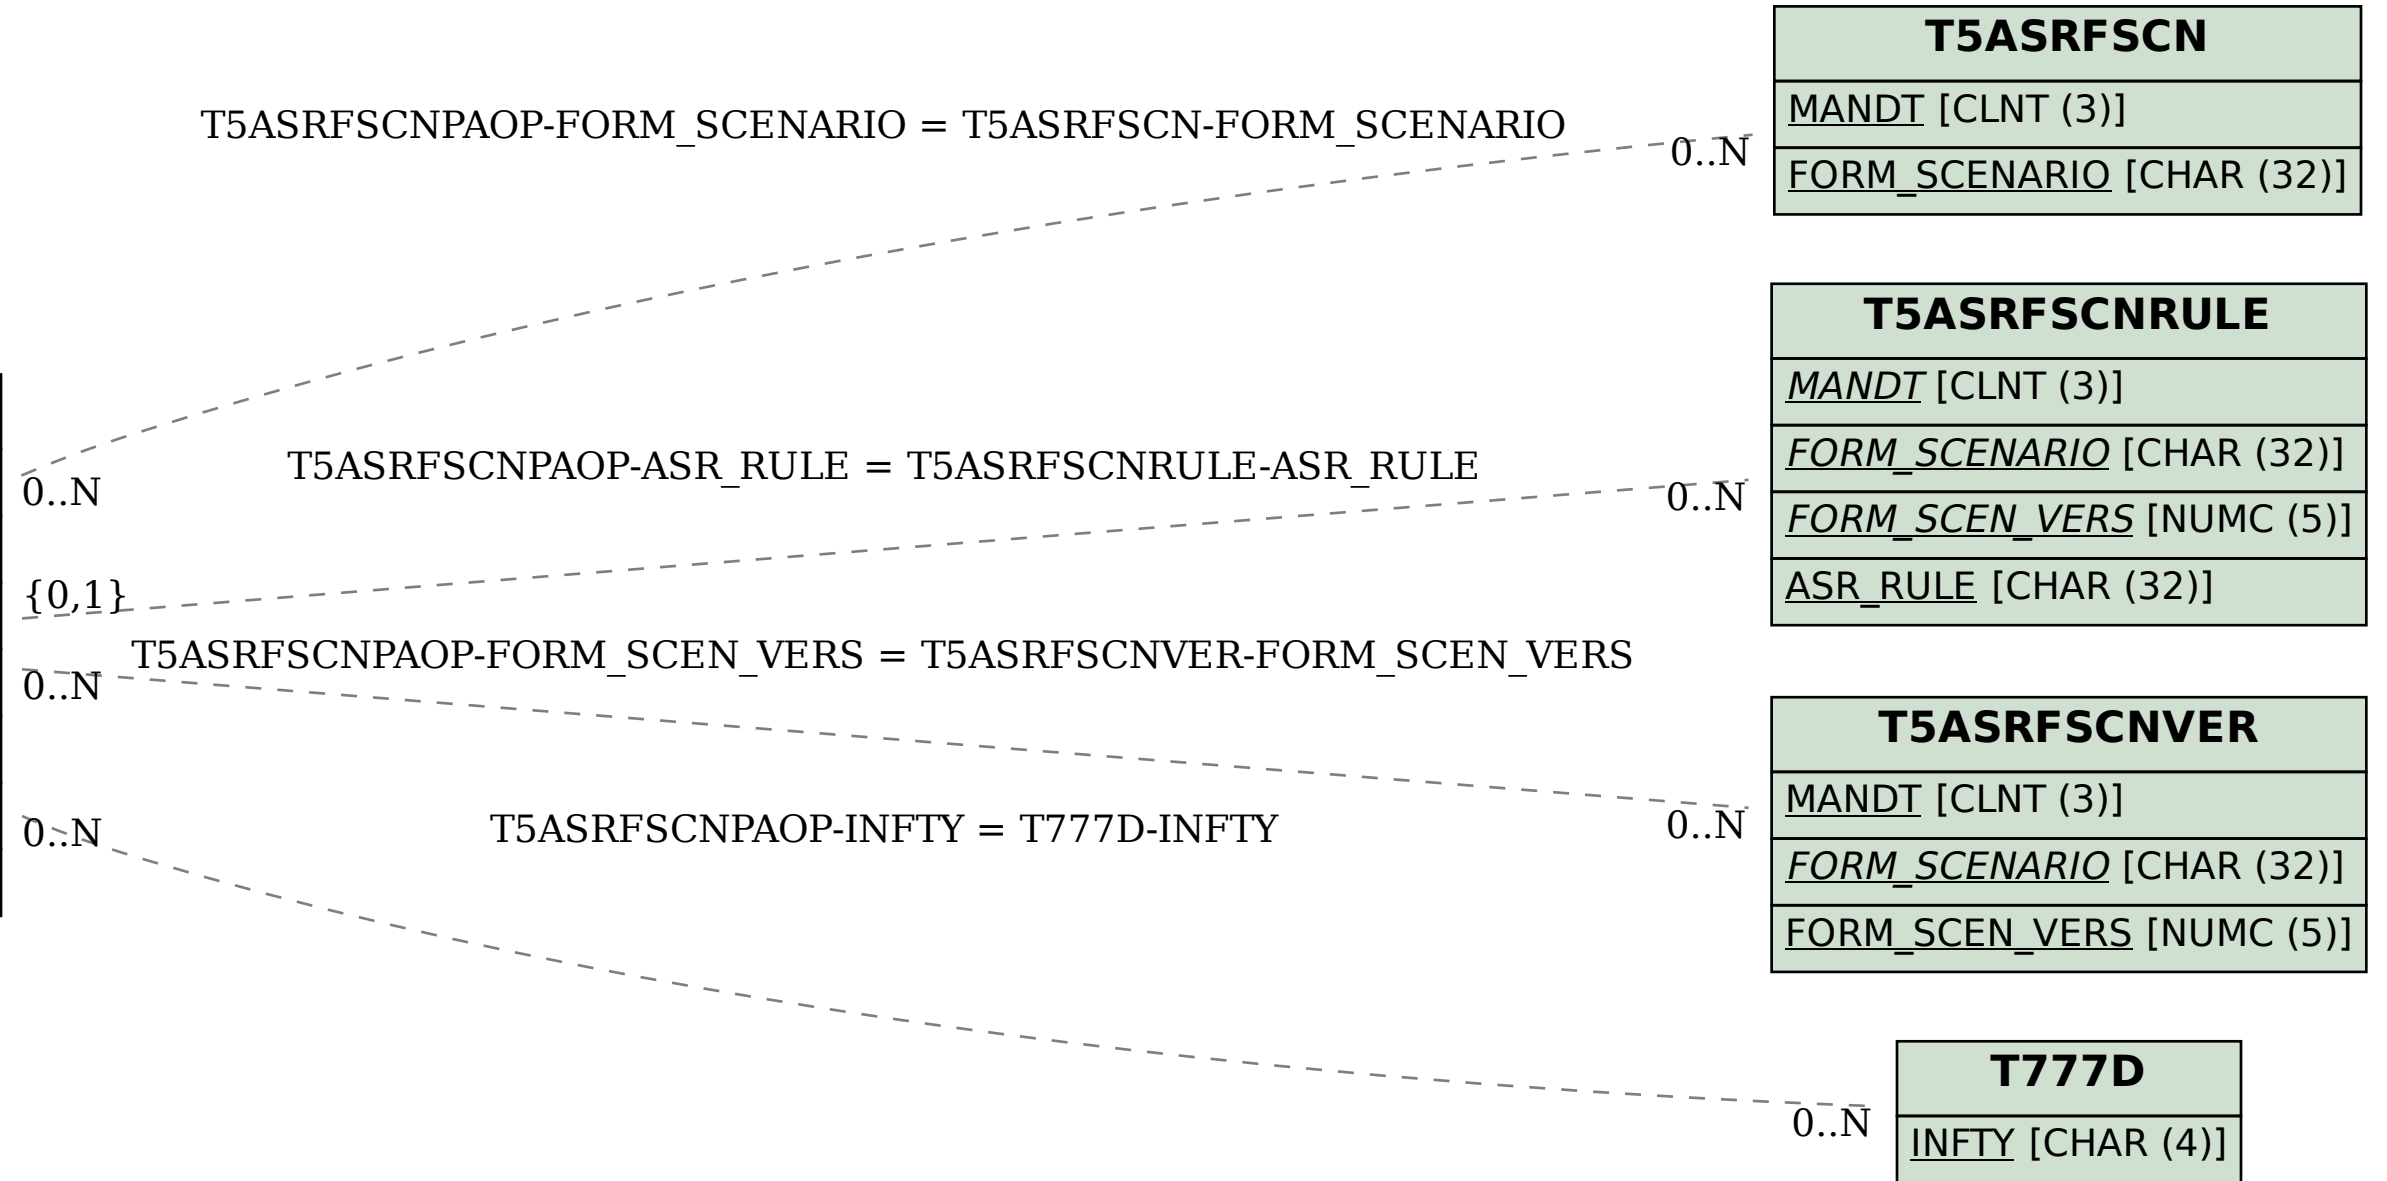 T5ASRFSCN
MANDT [CLNT (3)]
FORM_SCENARIO [CHAR (32)]
T5ASRFSCNPAOP-FORM_SCENARIO = T5ASRFSCN-FORM_SCENARIO
0..N
0..N
T5ASRFSCNRULE
MANDT [CLNT (3)]
FORM_SCENARIO [CHAR (32)]
FORM_SCEN_VERS [NUMC (5)]
ASR_RULE [CHAR (32)]
T5ASRFSCNPAOP-ASR_RULE = T5ASRFSCNRULE-ASR_RULE
0..N
{0,1}
T5ASRFSCNPAOP-FORM_SCEN_VERS = T5ASRFSCNVER-FORM_SCEN_VERS
0..N
0..N
T5ASRFSCNVER
MANDT [CLNT (3)]
FORM_SCENARIO [CHAR (32)]
FORM_SCEN_VERS [NUMC (5)]
T5ASRFSCNPAOP-INFTY = T777D-INFTY
0..N
0..N
T777D
INFTY [CHAR (4)]